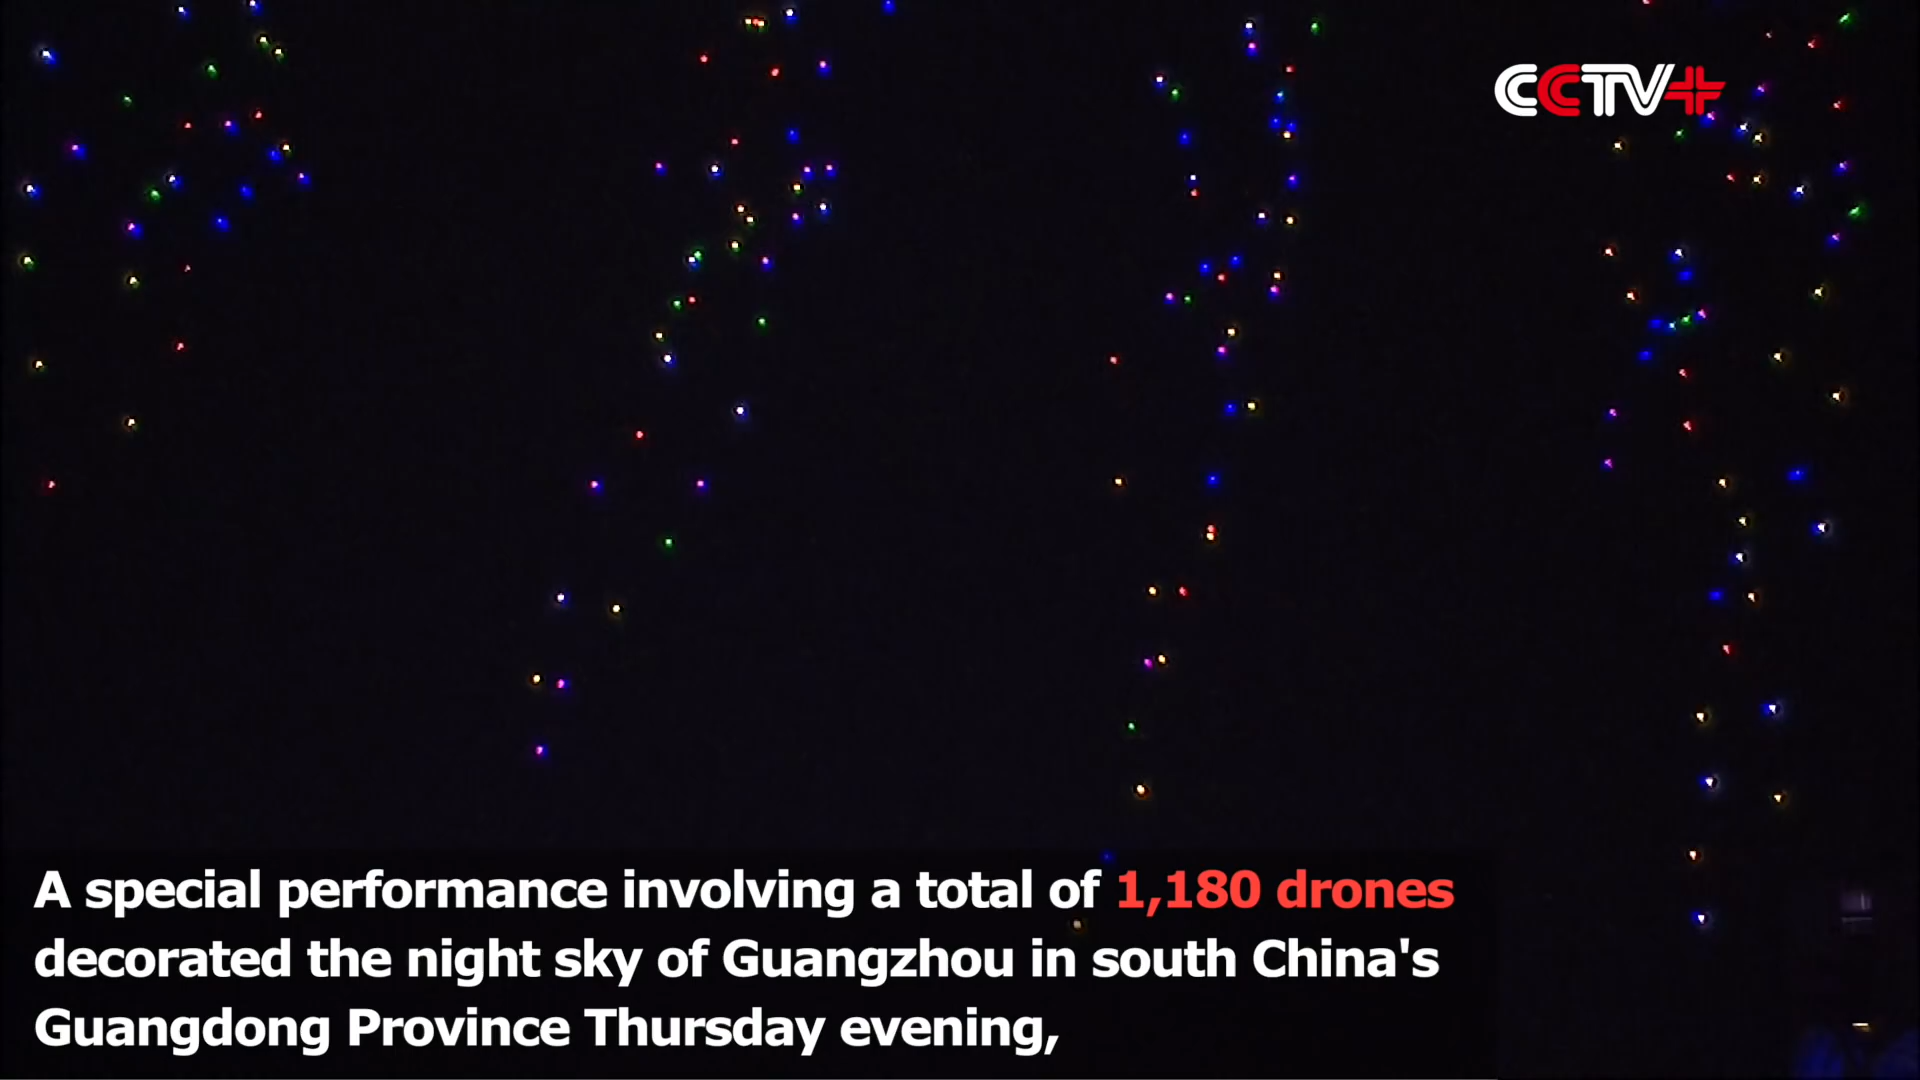 CCTV+
A special performance involving a total of 1,180 drones
decorated the night sky of Guangzhou in south China's
Guangdong Province Thursday evening,